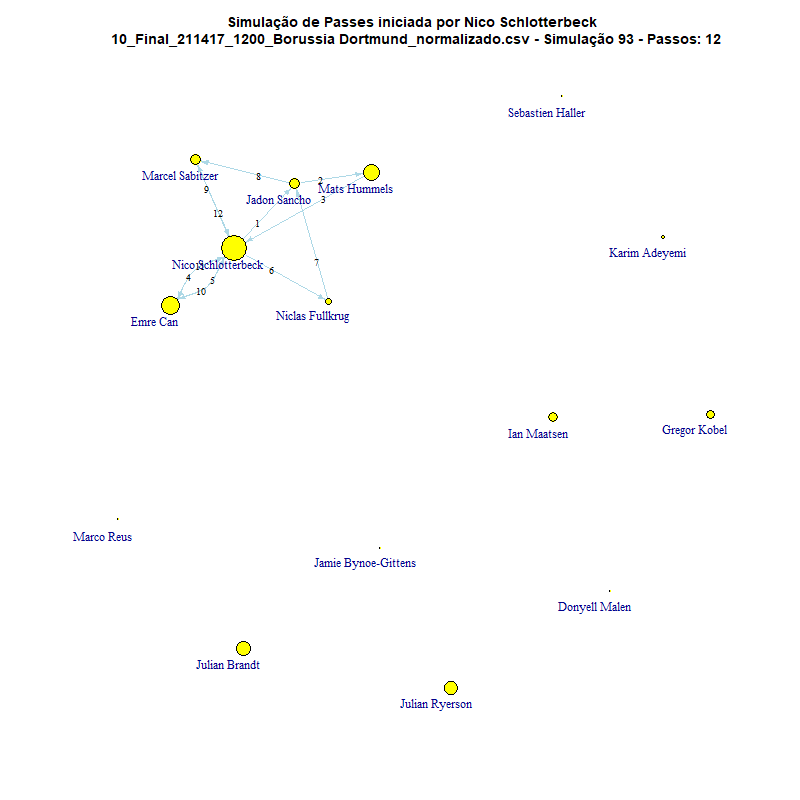 Simulação de Passes iniciada por Nico Schlotterbeck
10_Final_211417_1200_Borussia Dortmund_normalizado.csv - Simulação 93 - Passos: 12
Sebastien Haller
Marcel Sabitzer
8
2
Mats Hummels
9
Jadon Sancho
3
12
1
Karim Adeyemi
Nico Schlotterbeck
7
6
4
5
10
Emre Can
Niclas Fullkrug
Ian Maatsen
Gregor Kobel
Marco Reus
Jamie Bynoe-Gittens
Donyell Malen
Julian Brandt
Julian Ryerson